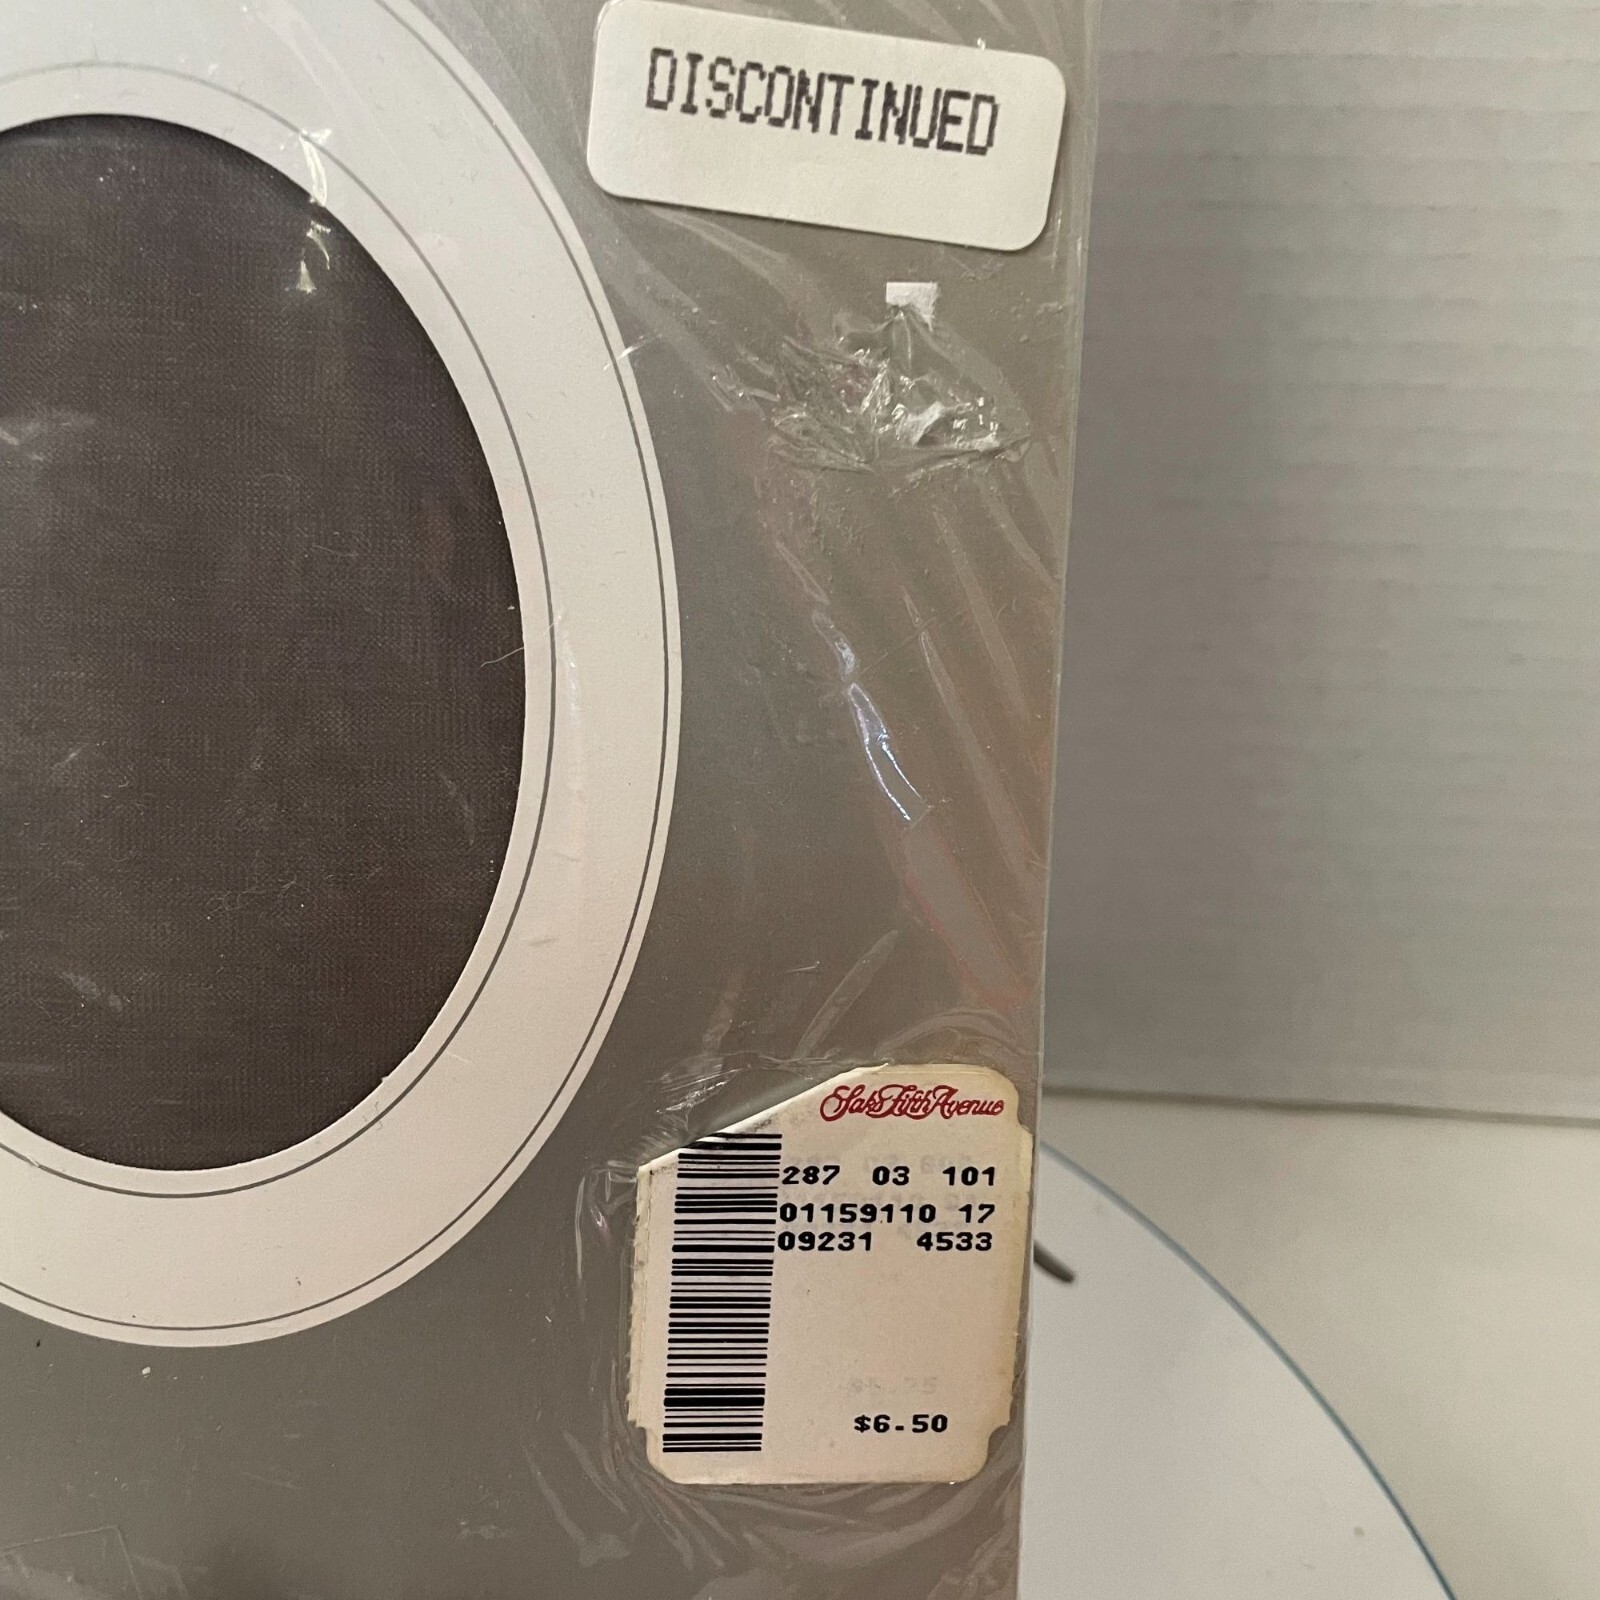 DISCONTINUED
Saks Fifth Avenue
287 03 101
01159110 17
09231 4533
$6.50